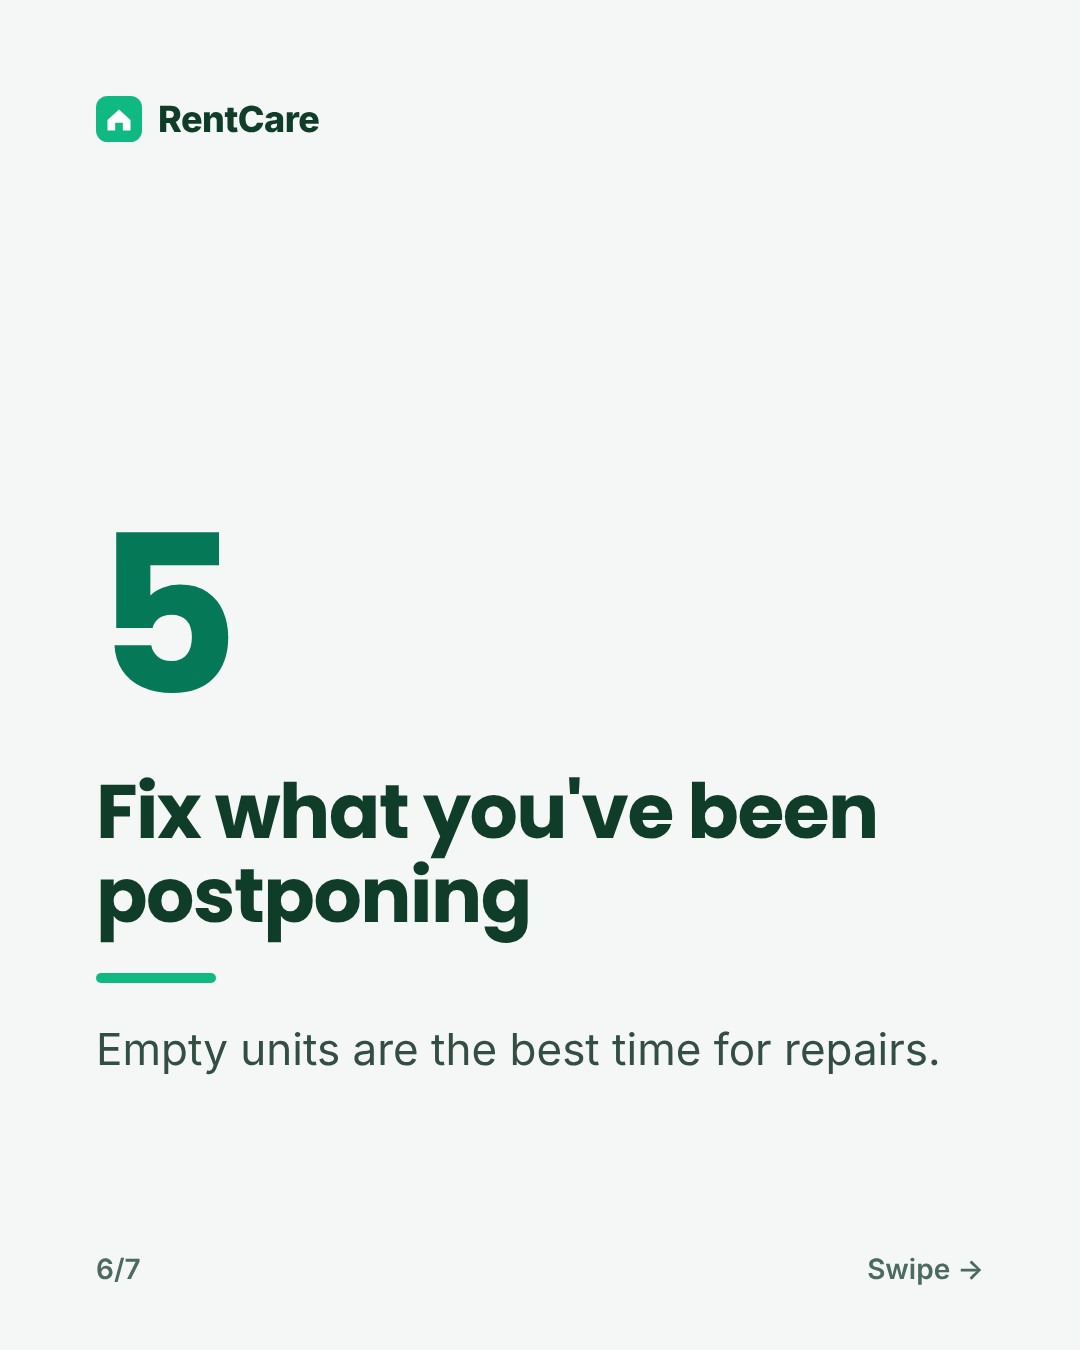 RentCare
5
Fix what you've been
postponing
Empty units are the best time for repairs.
6/7
Swipe →